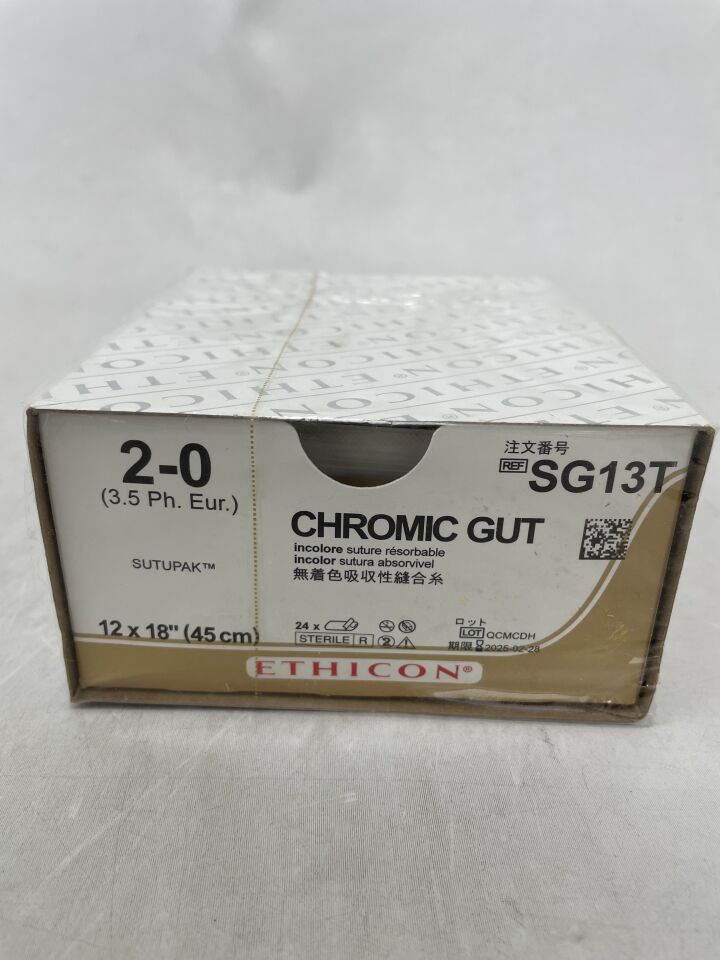 ETHICON® ETH
2-0
(3.5 Ph. Eur.)
SUTUPAK™
12 x 18" (45 cm)
注文番号
REF SG13T
CHROMIC GUT
incolore suture résorbable
incolor sutura absorvível
無着色吸収性縫合糸
24 x
STERILE R 2
ロット
LOT QCMCDH
期限 2025-02-28
ETHICON®